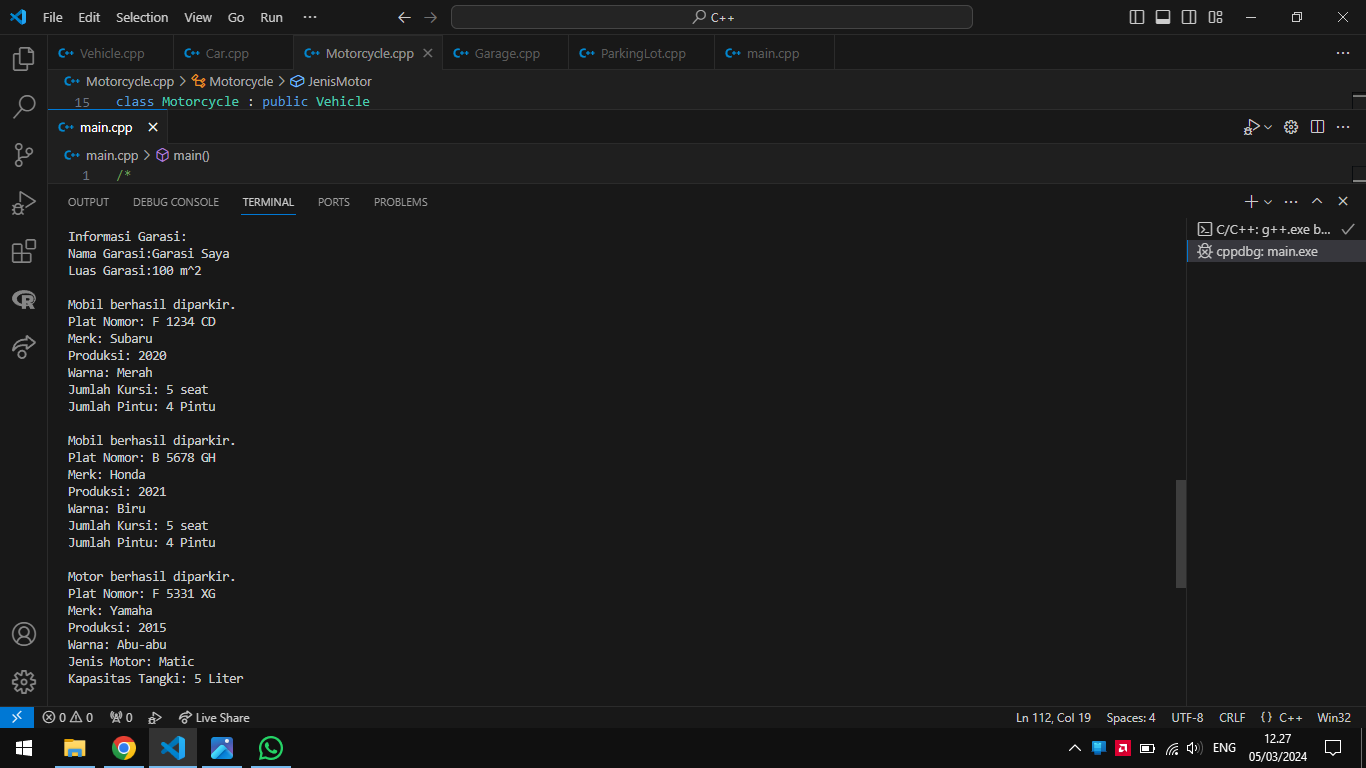 File Edit Selection View Go Run ··· C++
Vehicle.cpp Car.cpp Motorcycle.cpp Garage.cpp ParkingLot.cpp main.cpp
Motorcycle.cpp > Motorcycle > JenisMotor
15 class Motorcycle : public Vehicle
main.cpp
main.cpp > main()
1 /*
OUTPUT DEBUG CONSOLE TERMINAL PORTS PROBLEMS
Informasi Garasi:
Nama Garasi:Garasi Saya
Luas Garasi:100 m^2
Mobil berhasil diparkir.
Plat Nomor: F 1234 CD
Merk: Subaru
Produksi: 2020
Warna: Merah
Jumlah Kursi: 5 seat
Jumlah Pintu: 4 Pintu
Mobil berhasil diparkir.
Plat Nomor: B 5678 GH
Merk: Honda
Produksi: 2021
Warna: Biru
Jumlah Kursi: 5 seat
Jumlah Pintu: 4 Pintu
Motor berhasil diparkir.
Plat Nomor: F 5331 XG
Merk: Yamaha
Produksi: 2015
Warna: Abu-abu
Jenis Motor: Matic
Kapasitas Tangki: 5 Liter
C/C++: g++.exe b...
cppdbg: main.exe
0 0 0 Live Share Ln 112, Col 19 Spaces: 4 UTF-8 CRLF {} C++ Win32
ENG 12.27
05/03/2024